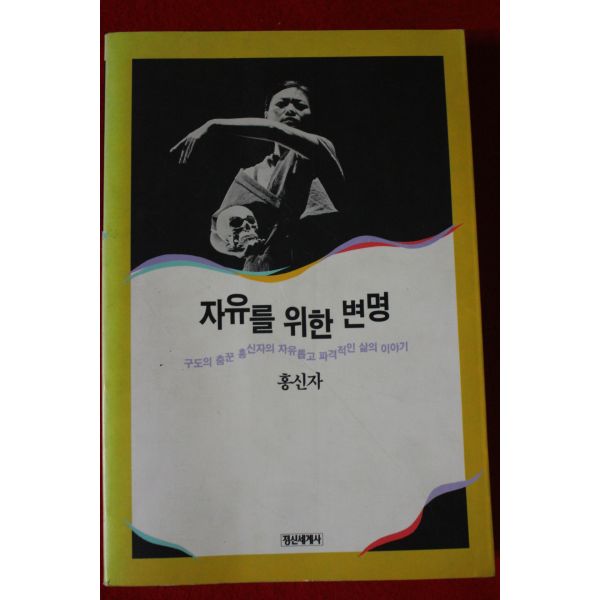 자유를 위한 변명
구도의 춤꾼 홍신자의 자유롭고 파격적인 삶의 이야기
홍신자
정신세계사